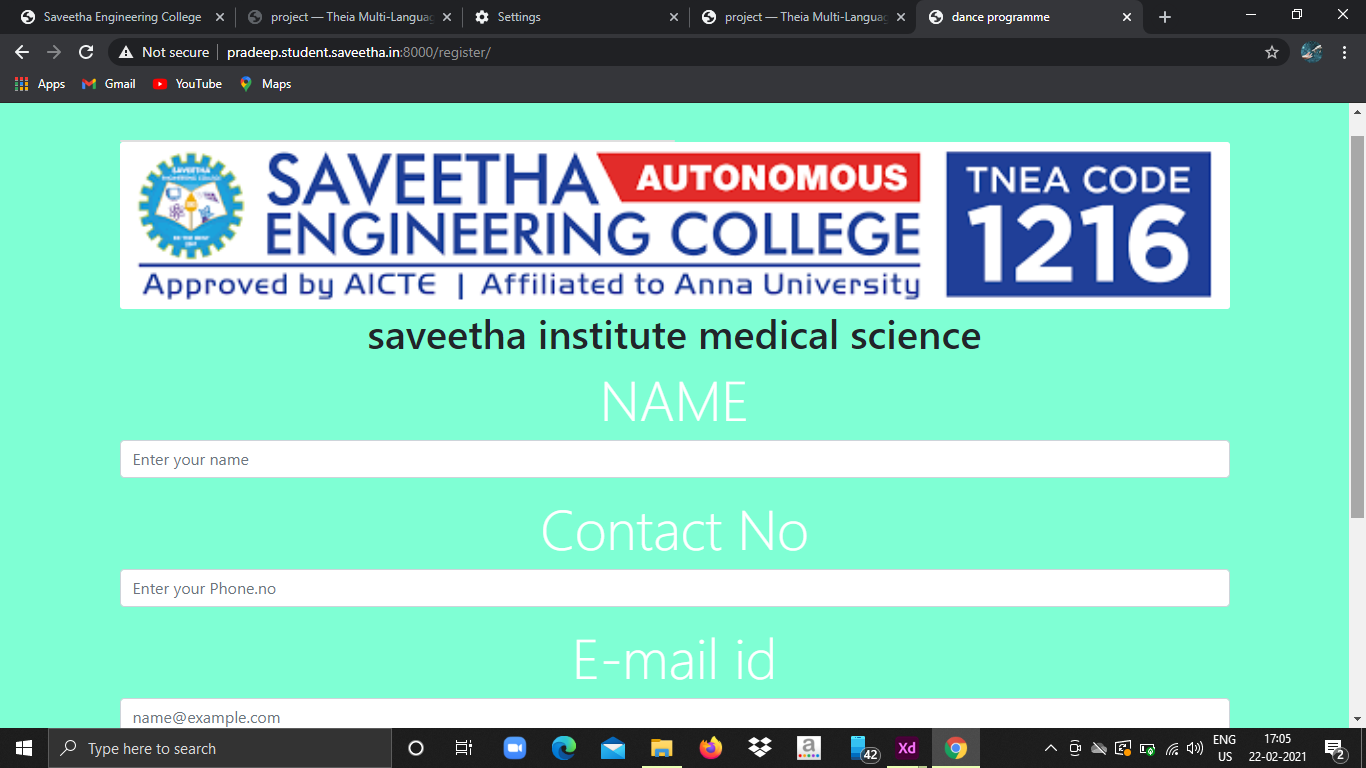 Saveetha Engineering College
project — Theia Multi-Languag
Settings
project — Theia Multi-Languag
dance programme
Not secure
pradeep.student.saveetha.in:8000/register/
Apps
Gmail
YouTube
Maps
SAVEETHA
ENGINEERING COLLEGE
AUTONOMOUS
SAVEETHA ENGINEERING COLLEGE
Approved by AICTE | Affiliated to Anna University
TNEA CODE
1216
saveetha institute medical science
NAME
Enter your name
Contact No
Enter your Phone.no
E-mail id
name@example.com
Type here to search
a
42
Xd
ENG
US
17:05
22-02-2021
2